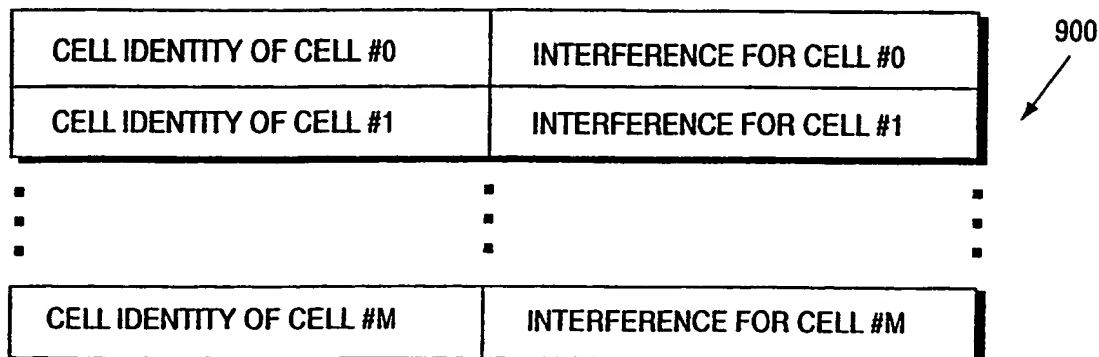 900
CELL IDENTITY OF CELL #0 INTERFERENCE FOR CELL #0
CELL IDENTITY OF CELL #1 INTERFERENCE FOR CELL #1
CELL IDENTITY OF CELL #M INTERFERENCE FOR CELL #M